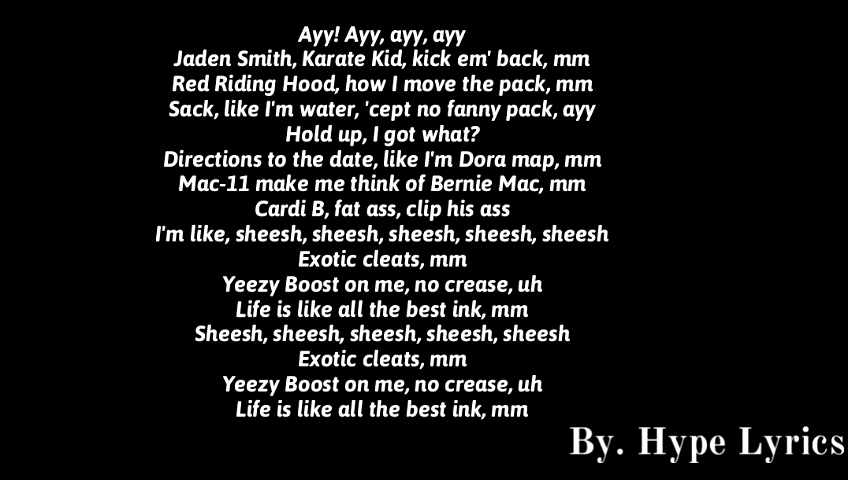 Ayy! Ayy, ayy, ayy
Jaden Smith, Karate Kid, kick em' back, mm
Red Riding Hood, how I move the pack, mm
Sack, like I'm water, 'cept no fanny pack, ayy
Hold up, I got what?
Directions to the date, like I'm Dora map, mm
Mac-11 make me think of Bernie Mac, mm
Cardi B, fat ass, clip his ass
I'm like, sheesh, sheesh, sheesh, sheesh, sheesh
Exotic cleats, mm
Yeezy Boost on me, no crease, uh
Life is like all the best ink, mm
Sheesh, sheesh, sheesh, sheesh, sheesh
Exotic cleats, mm
Yeezy Boost on me, no crease, uh
Life is like all the best ink, mm
By. Hype Lyrics